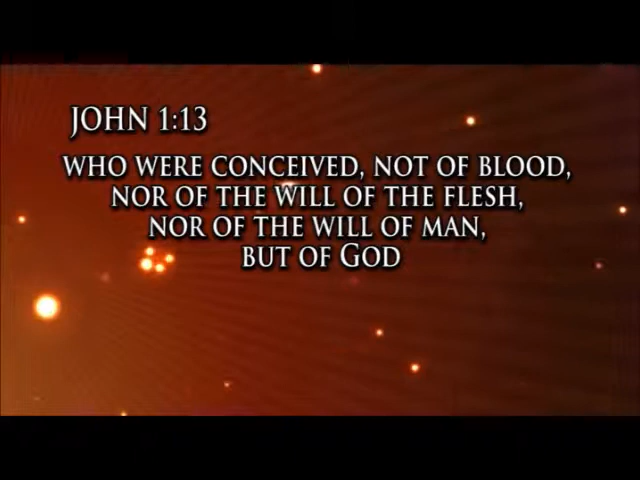 JOHN 1:13
WHO WERE CONCEIVED, NOT OF BLOOD,
NOR OF THE WILL OF THE FLESH,
NOR OF THE WILL OF MAN,
BUT OF GOD